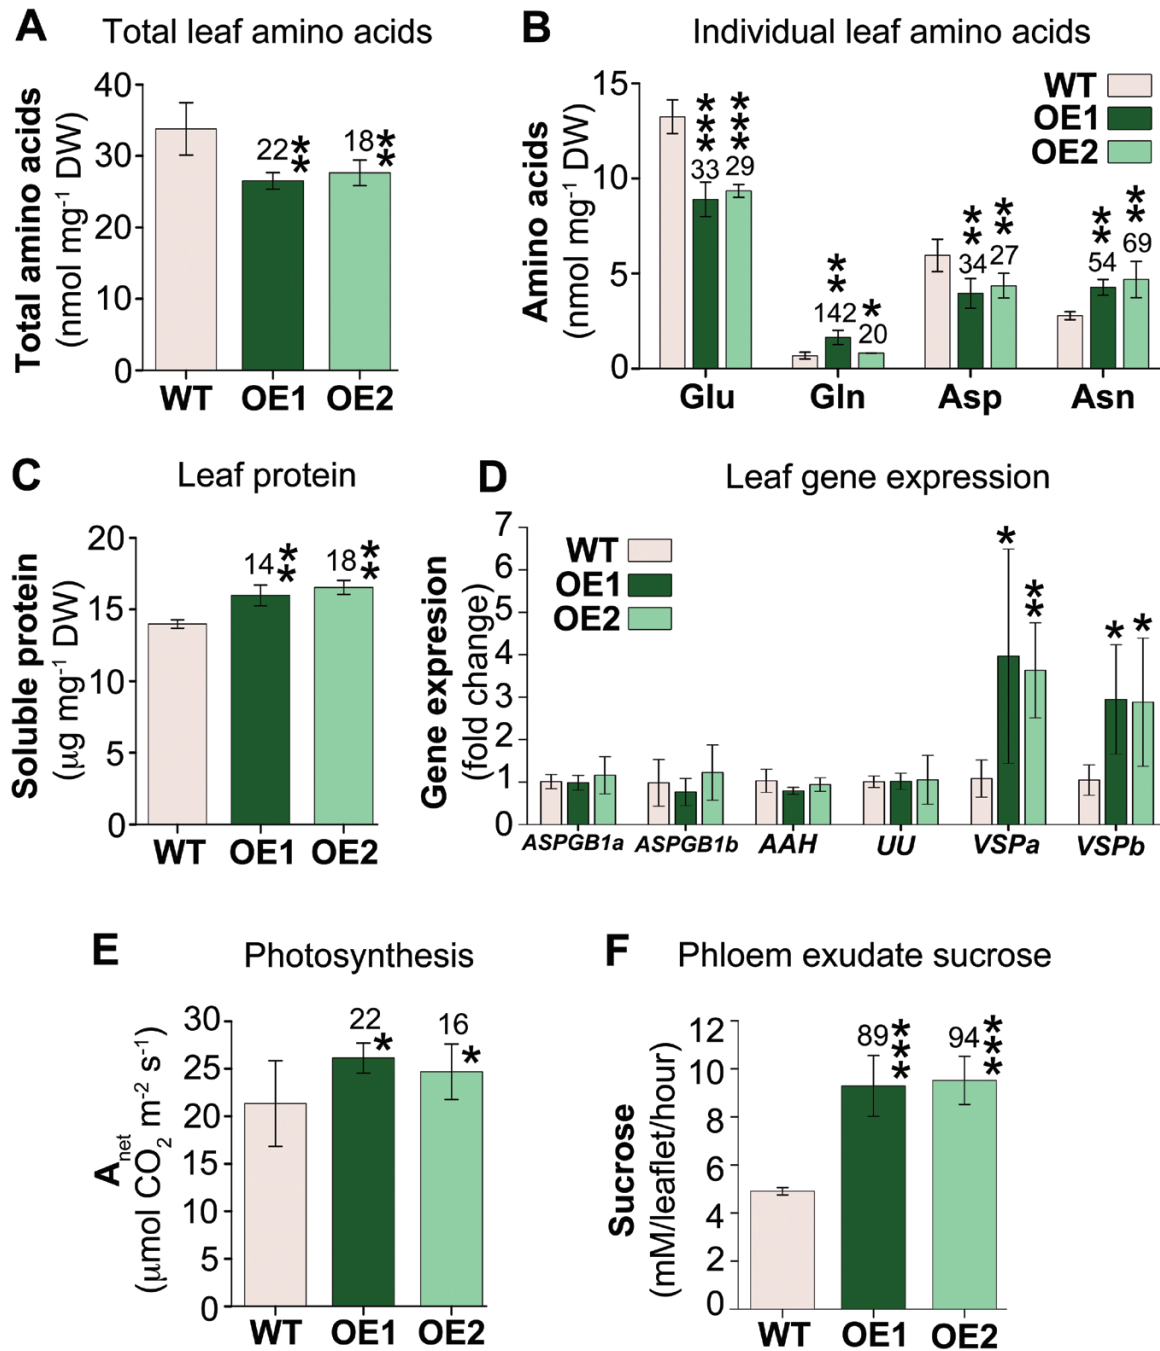 A Total leaf amino acids
Total amino acids
(nmol mg-1 DW)
40
30
20
10
0
22 **
18 **
WT OE1 OE2
B Individual leaf amino acids
Amino acids
(nmol mg-1 DW)
15
10
5
0
WT
OE1
OE2
*** ***
33 29
** *
142 20
** **
34 27
** **
54 69
Glu Gln Asp Asn
C Leaf protein
Soluble protein
(µg mg-1 DW)
20
15
10
5
0
14 **
18 **
WT OE1 OE2
D Leaf gene expression
Gene expresion
(fold change)
7
6
5
4
3
2
1
0
WT
OE1
OE2
* ** * *
ASPGB1a ASPGB1b AAH UU VSPa VSPb
E Photosynthesis
Anet
(µmol CO2 m-2 s-1)
30
25
20
15
10
5
0
22 *
16 *
WT OE1 OE2
F Phloem exudate sucrose
Sucrose
(mM/leaflet/hour)
12
10
8
6
4
2
0
89 ***
94 ***
WT OE1 OE2